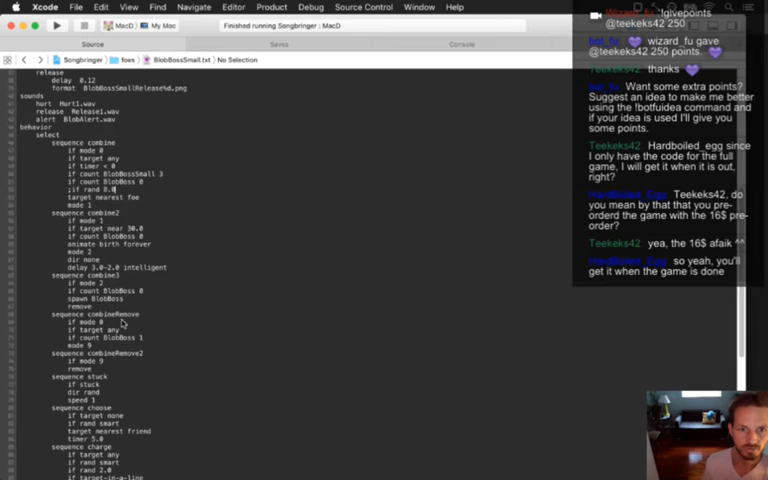 Xcode File Edit View Navigate Editor Product Debug Source Control Window Help
MacD My Mac
Finished running Songbringer : MacD
Source Saves Console
Songbringer foes BlobBossSmall.txt No Selection
release
delay 0.12
format BlobBossSmallRelease%d.png
sounds
hurt Hurt1.wav
release Release1.wav
alert BlobAlert.wav
behavior
select
sequence combine
if mode 0
if target any
if timer < 0
if count BlobBossSmall 3
if count BlobBoss 0
;if rand 8.0
target nearest foe
mode 1
sequence combine2
if mode 1
if target near 30.0
if count BlobBoss 0
animate birth forever
mode 2
dir none
delay 3.0~2.0 intelligent
sequence combine3
if mode 2
if count BlobBoss 0
spawn BlobBoss
remove
sequence combineRemove
if mode 0
if target any
if count BlobBoss 1
mode 9
sequence combineRemove2
if mode 9
remove
sequence stuck
if stuck
dir rand
speed 1
sequence choose
if target none
if rand smart
target nearest friend
timer 5.0
sequence charge
if target any
if rand smart
if rand 2.0
if target-in-a-line
!givepoints
@teekeks42 250
wizard_fu gave
@teekeks42 250 points.
Teekeks42 thanks
bot_fu Want some extra points?
Suggest an idea to make me better
using the !botfuidea command and
if your idea is used I'll give you
some points.
Teekeks42 Hardboiled_egg since
I only have the code for the full
game, I will get it when it is out,
right?
HardBoiled_Egg Teekeks42, do
you mean by that that you pre-
orderd the game with the 16$ pre-
order?
Teekeks42 yea, the 16$ afaik ^^
HardBoiled_Egg so yeah, you'll
get it when the game is done